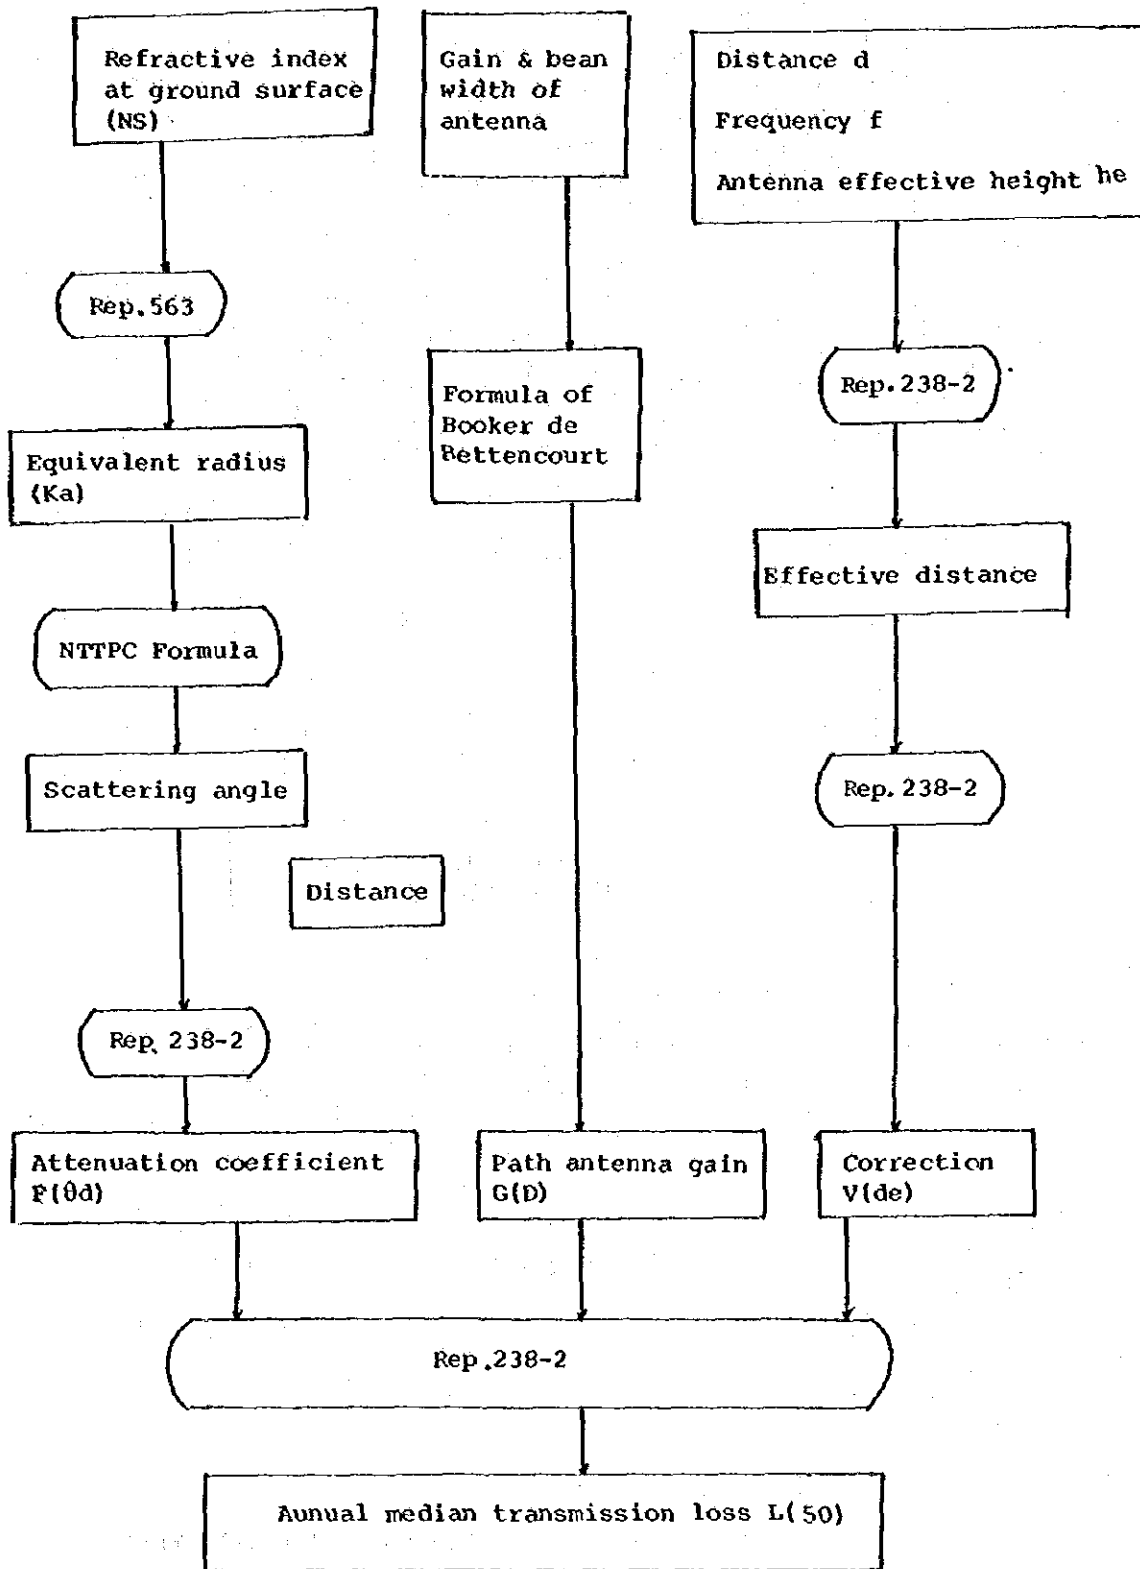 Refractive index
at ground surface
(NS)
Gain & bean
width of
antenna
Distance d
Frequency f
Antenna effective height he
Rep.563
Formula of
Booker de
Bettencourt
Rep.238-2
Equivalent radius
(Ka)
Effective distance
NTTPC Formula
Scattering angle
Rep.238-2
Distance
Rep. 238-2
Attenuation coefficient
F(θd)
Path antenna gain
G(D)
Correction
V(de)
Rep.238-2
Aunual median transmission loss L(50)